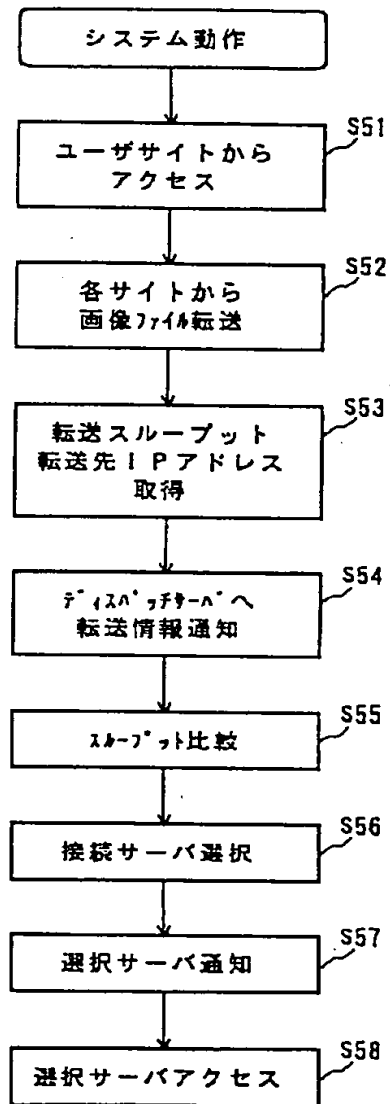 システム動作
S51
ユーザサイトから
アクセス
S52
各サイトから
画像ファイル転送
S53
転送スループット
転送先IPアドレス
取得
S54
ディスパッチサーバへ
転送情報通知
S55
スループット比較
S56
接続サーバ選択
S57
選択サーバ通知
S58
選択サーバアクセス